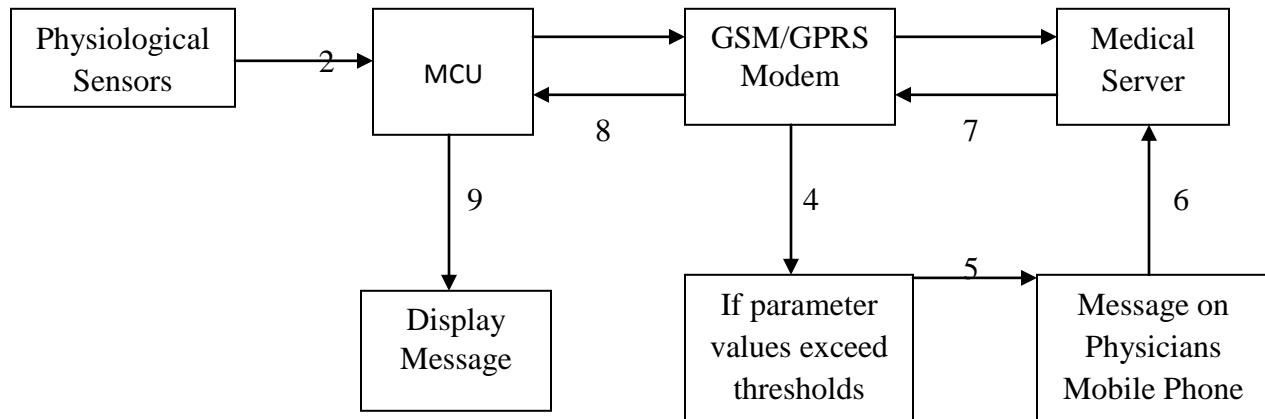 Physiological
Sensors
2
MCU
GSM/GPRS
Modem
Medical
Server
8
7
9
4
6
5
Display
Message
If parameter
values exceed
thresholds
Message on
Physicians
Mobile Phone